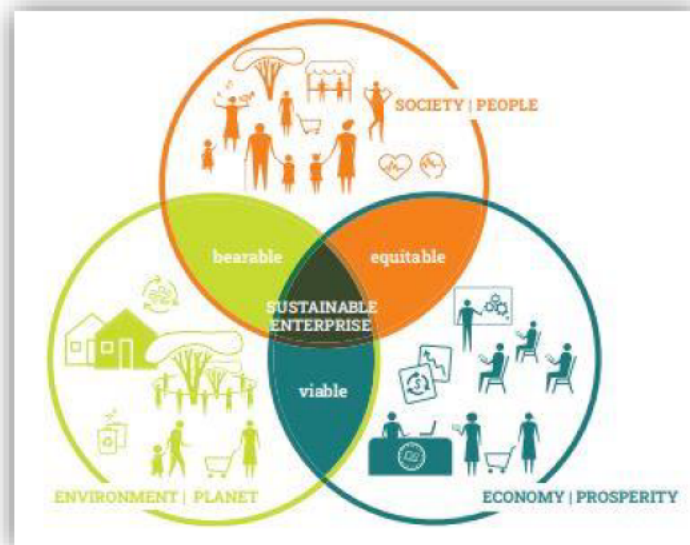 SOCIETY | PEOPLE
bearable
equitable
SUSTAINABLE
ENTERPRISE
viable
ENVIRONMENT | PLANET
ECONOMY | PROSPERITY